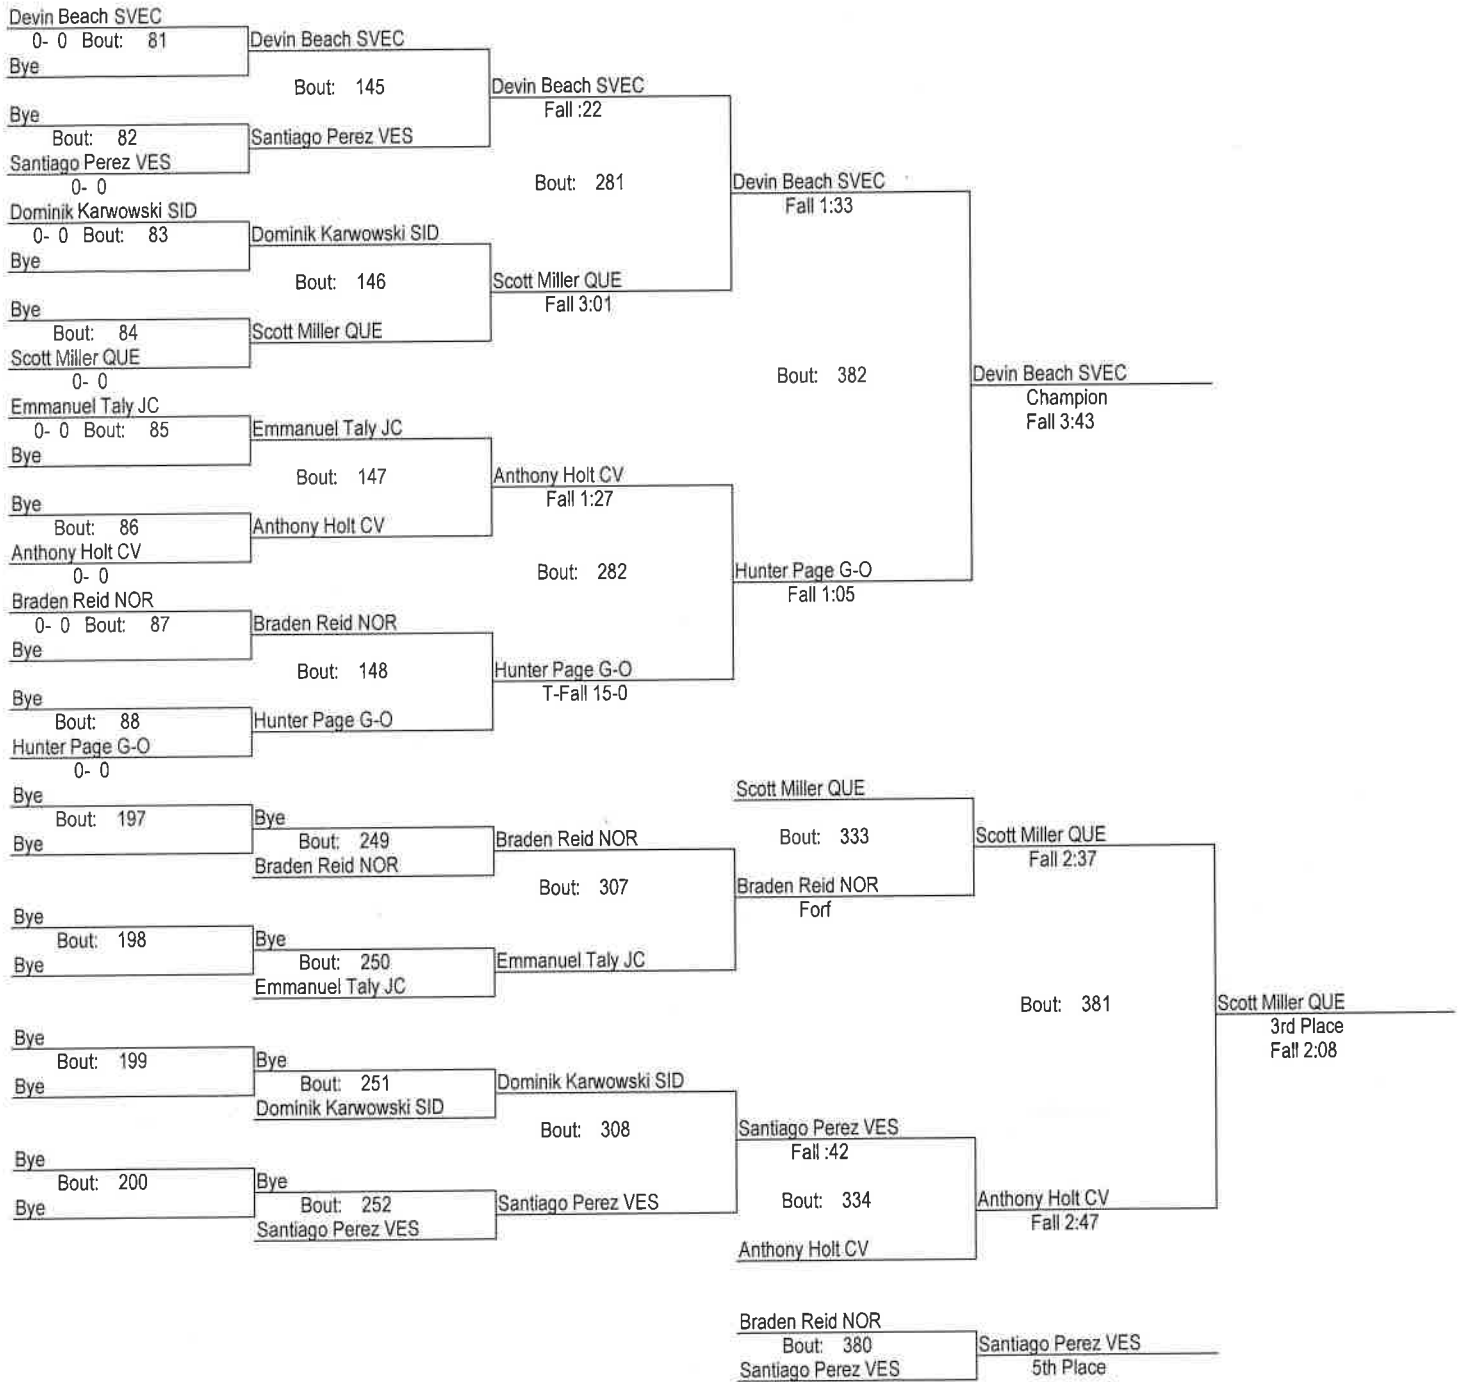 Devin Beach SVEC
0- 0 Bout: 81
Bye
Devin Beach SVEC
Bout: 145
Bye
Bout: 82
Santiago Perez VES
0- 0
Santiago Perez VES
Devin Beach SVEC
Fall :22
Bout: 281
Dominik Karwowski SID
0- 0 Bout: 83
Bye
Dominik Karwowski SID
Bout: 146
Bye
Bout: 84
Scott Miller QUE
0- 0
Scott Miller QUE
Scott Miller QUE
Fall 3:01
Devin Beach SVEC
Fall 1:33
Bout: 382
Emmanuel Taly JC
0- 0 Bout: 85
Bye
Emmanuel Taly JC
Bout: 147
Bye
Bout: 86
Anthony Holt CV
0- 0
Anthony Holt CV
Anthony Holt CV
Fall 1:27
Bout: 282
Braden Reid NOR
0- 0 Bout: 87
Bye
Braden Reid NOR
Bout: 148
Bye
Bout: 88
Hunter Page G-O
0- 0
Hunter Page G-O
Hunter Page G-O
T-Fall 15-0
Hunter Page G-O
Fall 1:05
Devin Beach SVEC
Champion
Fall 3:43
Bye
Bout: 197
Bye
Bye
Bout: 249
Braden Reid NOR
Braden Reid NOR
Bout: 307
Bye
Bout: 198
Bye
Bye
Bout: 250
Emmanuel Taly JC
Emmanuel Taly JC
Scott Miller QUE
Bout: 333
Braden Reid NOR
Forf
Scott Miller QUE
Fall 2:37
Bout: 381
Bye
Bout: 199
Bye
Bye
Bout: 251
Dominik Karwowski SID
Dominik Karwowski SID
Bout: 308
Bye
Bout: 200
Bye
Bye
Bout: 252
Santiago Perez VES
Santiago Perez VES
Santiago Perez VES
Fall :42
Bout: 334
Anthony Holt CV
Anthony Holt CV
Fall 2:47
Scott Miller QUE
3rd Place
Fall 2:08
Braden Reid NOR
Bout: 380
Santiago Perez VES
Santiago Perez VES
5th Place